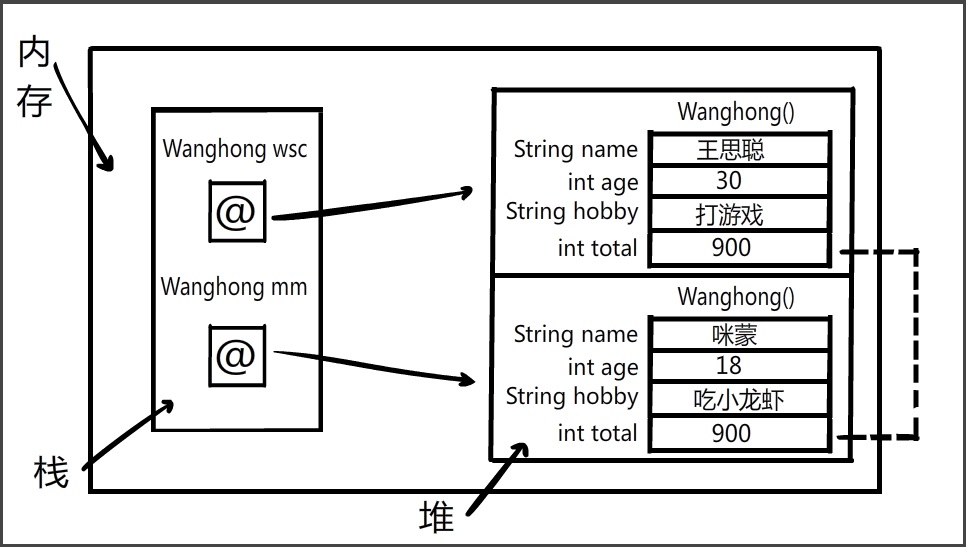 内
存
Wanghong wsc
@
Wanghong mm
@
栈
Wanghong()
String name 王思聪
int age 30
String hobby 打游戏
int total 900
Wanghong()
String name 咪蒙
int age 18
String hobby 吃小龙虾
int total 900
堆